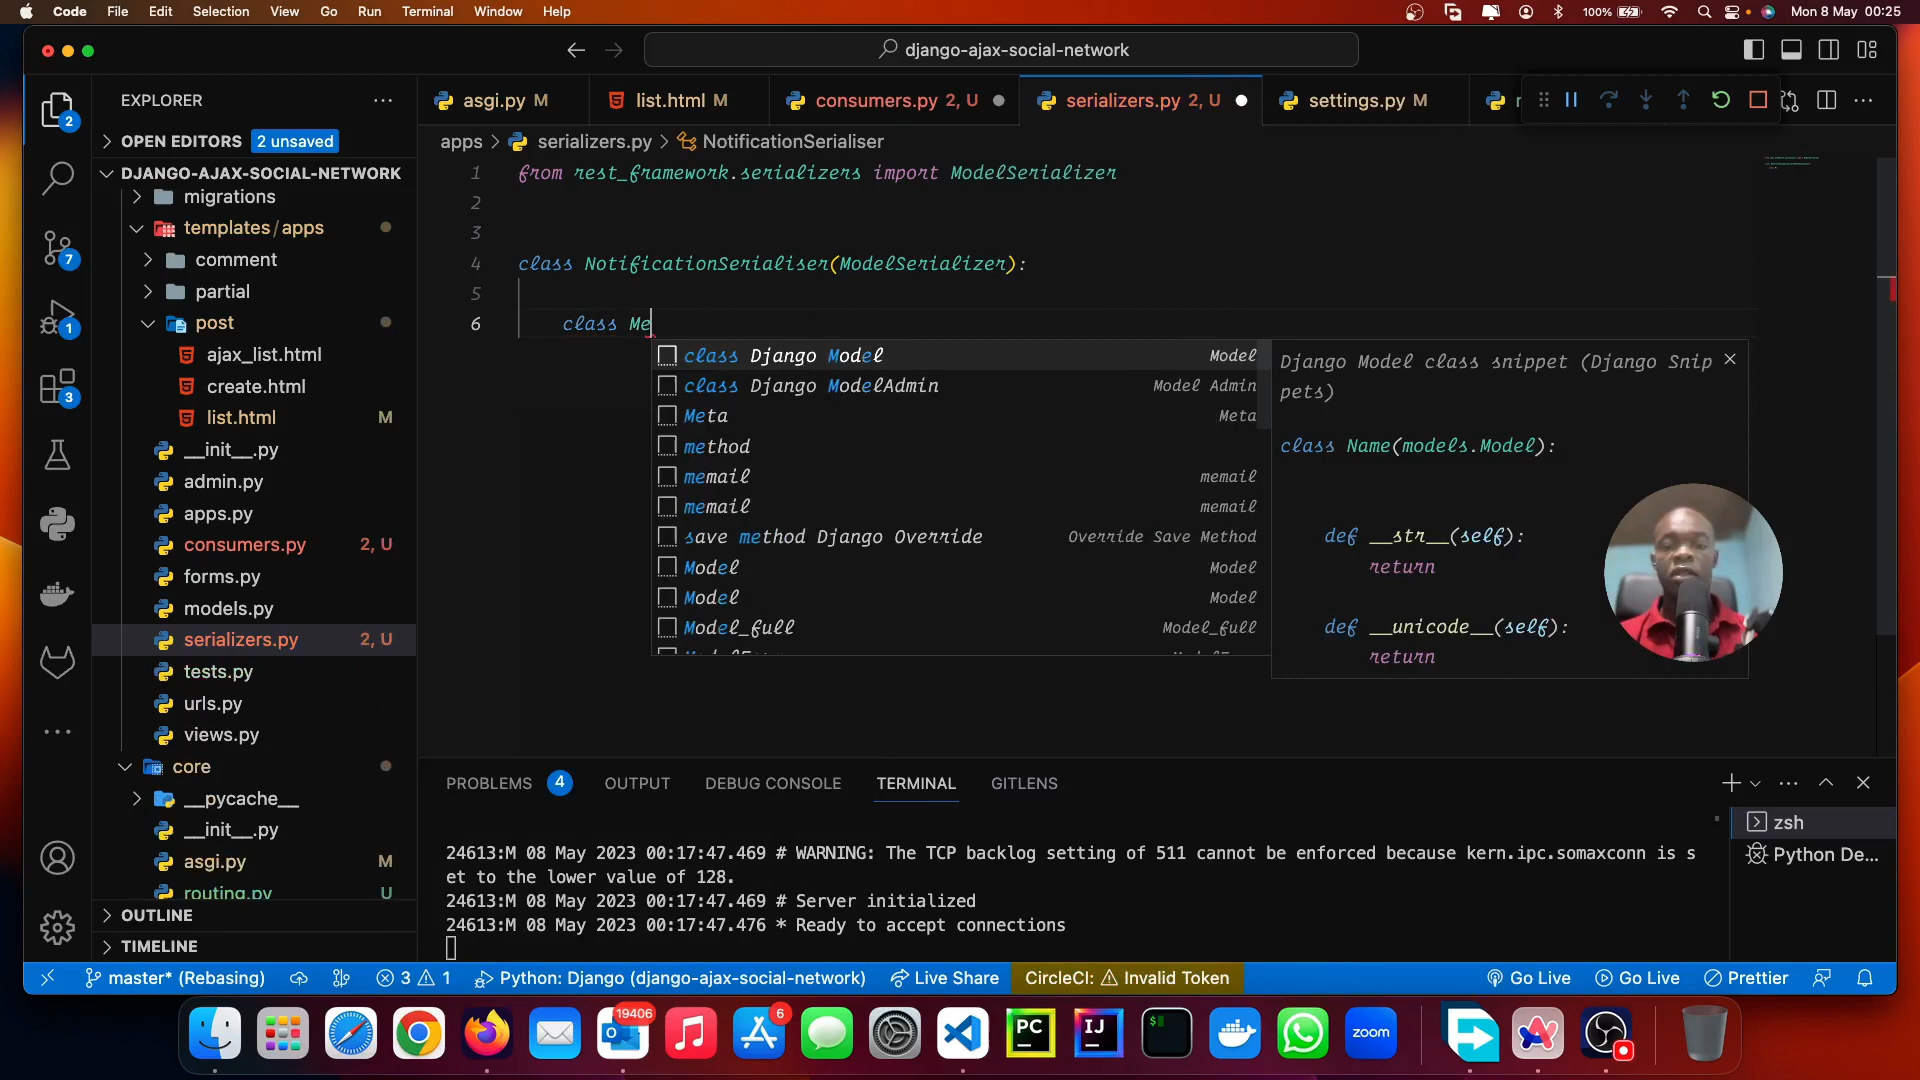 Code File Edit Selection View Go Run Terminal Window Help 100% Mon 8 May 00:25
django-ajax-social-network
EXPLORER
OPEN EDITORS 2 unsaved
DJANGO-AJAX-SOCIAL-NETWORK
migrations
templates/apps
comment
partial
post
ajax_list.html
create.html
list.html M
__init__.py
admin.py
apps.py
consumers.py 2, U
forms.py
models.py
serializers.py 2, U
tests.py
urls.py
views.py
core
__pycache__
__init__.py
asgi.py M
routing.py U
OUTLINE
TIMELINE
2
7
1
3
asgi.py M list.html M consumers.py 2, U serializers.py 2, U settings.py M
apps > serializers.py > NotificationSerialiser
1 from rest_framework.serializers import ModelSerializer
2
3
4 class NotificationSerialiser(ModelSerializer):
5
6 class Me
class Django Model Model
class Django ModelAdmin Model Admin
Meta Meta
method
memail memail
memail memail
save method Django Override Override Save Method
Model Model
Model Model
Model_full Model_full
Django Model class snippet (Django Snip
pets)
class Name(models.Model):
def __str__(self):
return
def __unicode__(self):
return
PROBLEMS 4 OUTPUT DEBUG CONSOLE TERMINAL GITLENS
24613:M 08 May 2023 00:17:47.469 # WARNING: The TCP backlog setting of 511 cannot be enforced because kern.ipc.somaxconn is s
et to the lower value of 128.
24613:M 08 May 2023 00:17:47.469 # Server initialized
24613:M 08 May 2023 00:17:47.476 * Ready to accept connections
zsh
Python De...
master* (Rebasing) 3 1 Python: Django (django-ajax-social-network) Live Share CircleCI: Invalid Token Go Live Go Live Prettier
19406
6
PC
IJ
zoom